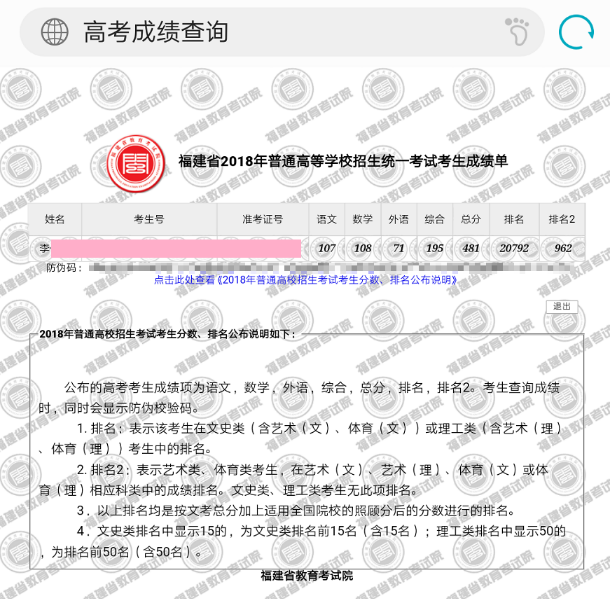 高考成绩查询
福建省2018年普通高等学校招生统一考试考生成绩单
姓名 考生号 准考证号 语文 数学 外语 综合 总分 排名 排名2
李 107 108 71 195 481 20792 962
防伪码：
点击此处查看《2018年普通高校招生考试考生分数、排名公布说明》
退出
2018年普通高校招生考试考生分数、排名公布说明如下：
公布的高考考生成绩项为语文，数学，外语，综合，总分，排名，排名2。考生查询成绩
时，同时会显示防伪校验码。
1. 排名：表示该考生在文史类（含艺术（文）、体育（文））或理工类（含艺术（理）
、体育（理））考生中的排名。
2. 排名2：表示艺术类、体育类考生，在艺术（文）、艺术（理）、体育（文）或体
育（理）相应科类中的成绩排名。文史类、理工类考生无此项排名。
3．以上排名均是按文考总分加上适用全国院校的照顾分后的分数进行的排名。
4．文史类排名中显示15的，为文史类排名前15名（含15名）；理工类排名中显示50的
，为排名前50名（含50名）。
福建省教育考试院